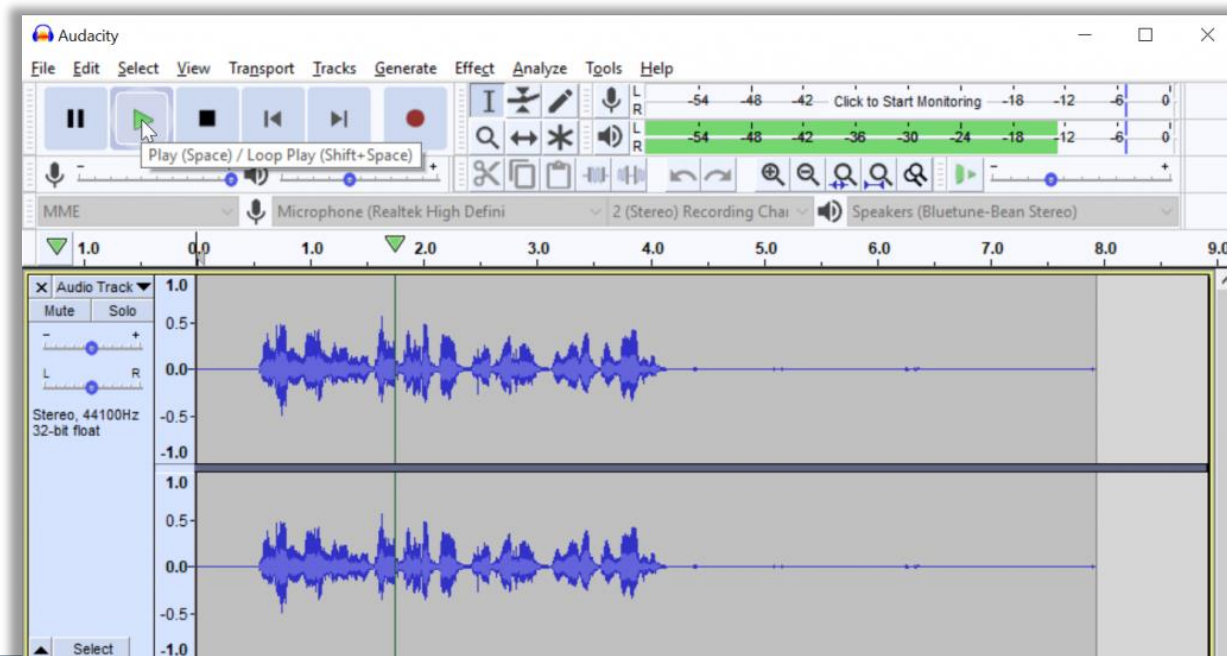 Audacity
File Edit Select View Transport Tracks Generate Effect Analyze Tools Help
L R -54 -48 -42 Click to Start Monitoring -18 -12 -6 0
L R -54 -48 -42 -36 -30 -24 -18 -12 -6 0
Play (Space) / Loop Play (Shift+Space)
- + - + - +
MME Microphone (Realtek High Defini 2 (Stereo) Recording Chai Speakers (Bluetune-Bean Stereo)
1.0 0.0 1.0 2.0 3.0 4.0 5.0 6.0 7.0 8.0 9.0
X Audio Track 1.0
Mute Solo
0.5
- +
0.0
L R
Stereo, 44100Hz -0.5
32-bit float
-1.0
1.0
0.5
0.0
-0.5
Select -1.0